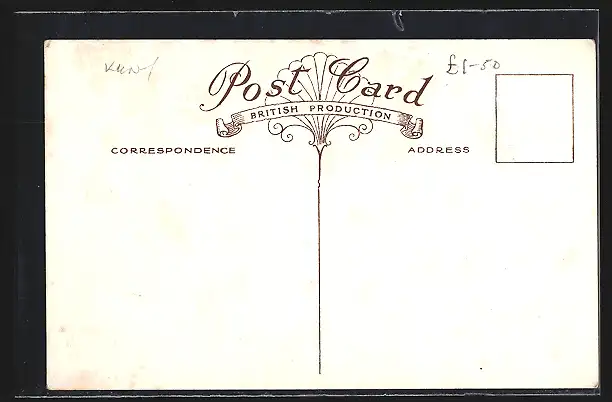 £1-50
Post Card
BRITISH PRODUCTION
CORRESPONDENCE
ADDRESS